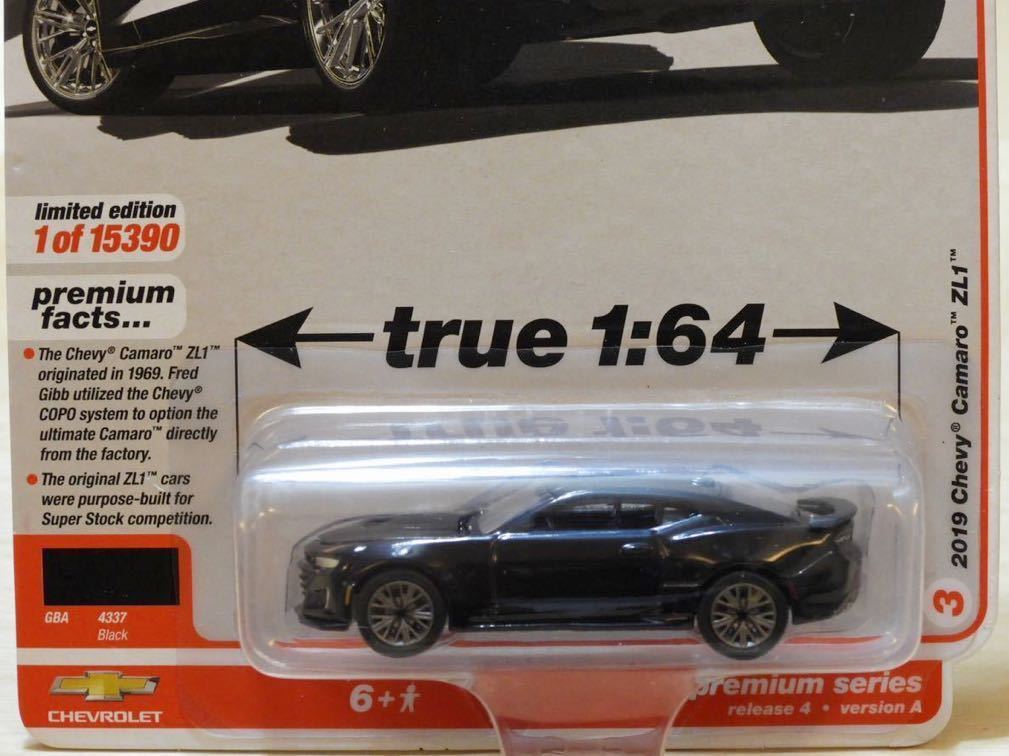 limited edition
1 of 15390
premium
facts...
• The Chevy® Camaro™ ZL1™
originated in 1969. Fred
Gibb utilized the Chevy®
COPO system to option the
ultimate Camaro™ directly
from the factory.
• The original ZL1™ cars
were purpose-built for
Super Stock competition.
true 1:64
GBA 4337
Black
CHEVROLET
6+
premium series
release 4 • version A
2019 Chevy® Camaro™ ZL1™
3